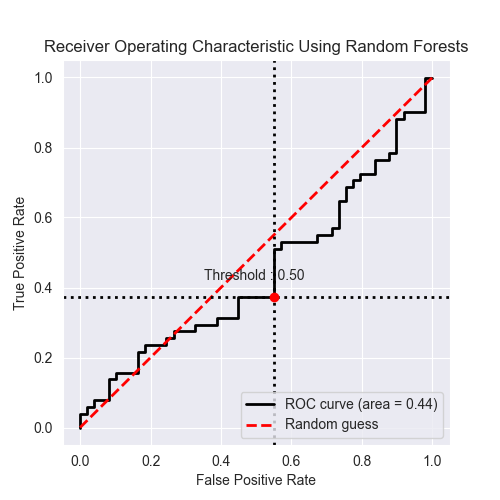 Receiver Operating Characteristic Using Random Forests
True Positive Rate
1.0
0.8
0.6
0.4
0.2
0.0
Threshold : 0.50
ROC curve (area = 0.44)
Random guess
0.0 0.2 0.4 0.6 0.8 1.0
False Positive Rate